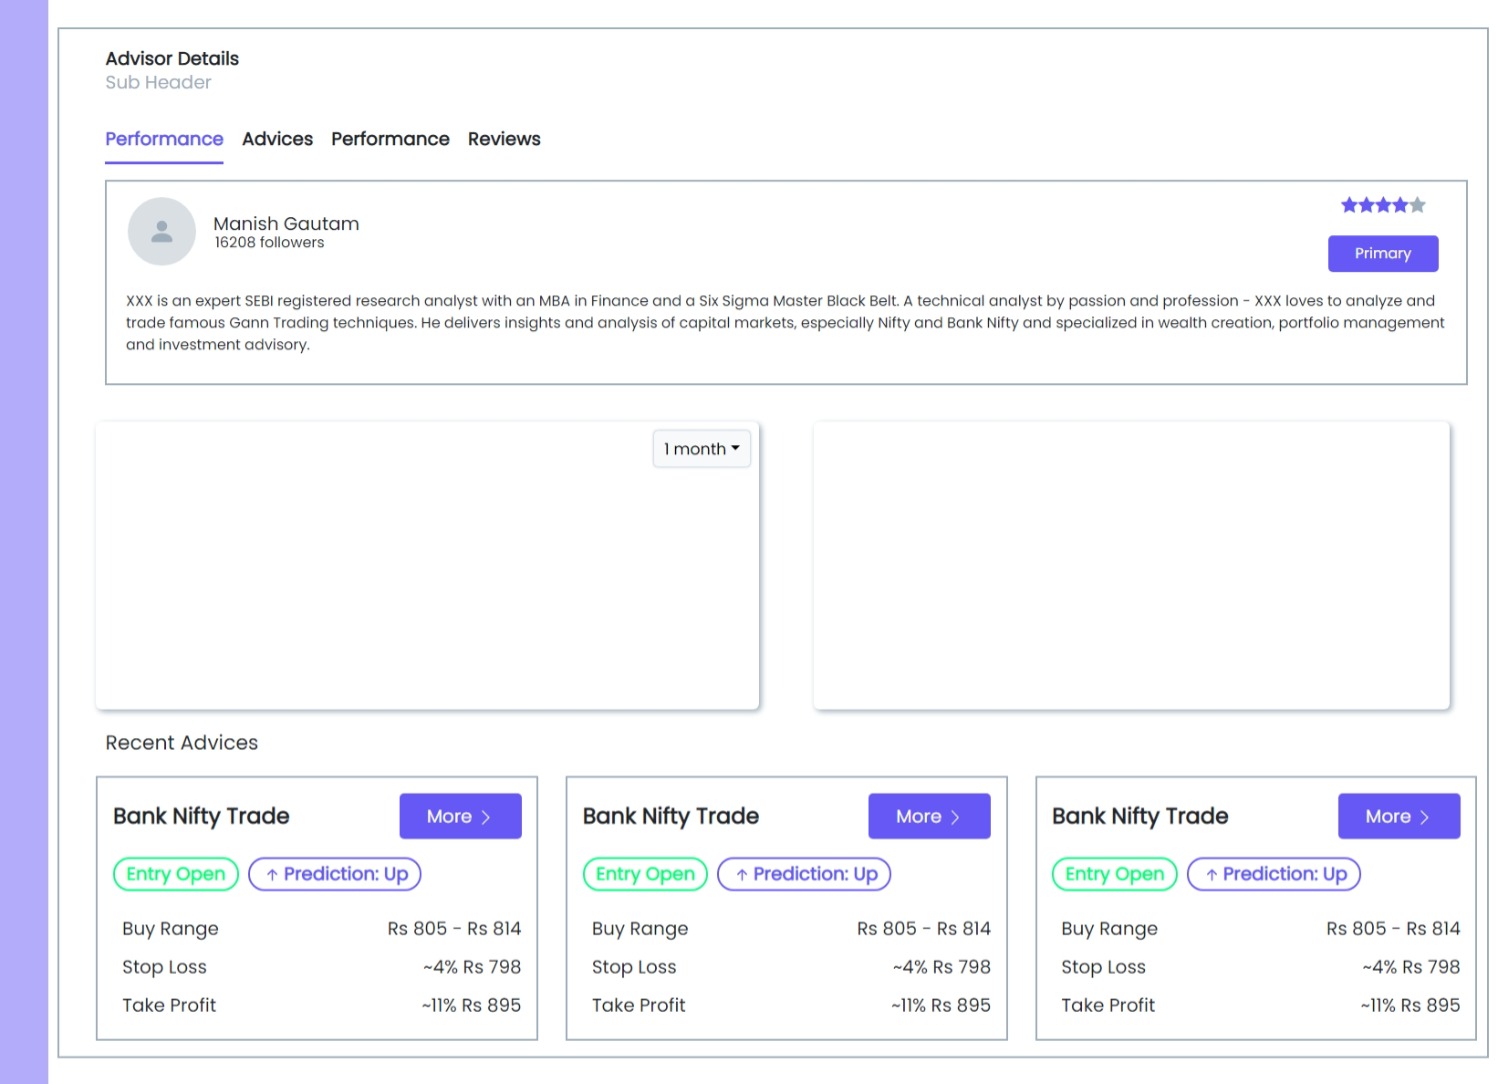 Advisor Details
Sub Header
Performance Advices Performance Reviews
Manish Gautam
16208 followers
Primary
XXX is an expert SEBI registered research analyst with an MBA in Finance and a Six Sigma Master Black Belt. A technical analyst by passion and profession - XXX loves to analyze and
trade famous Gann Trading techniques. He delivers insights and analysis of capital markets, especially Nifty and Bank Nifty and specialized in wealth creation, portfolio management
and investment advisory.
1 month
Recent Advices
Bank Nifty Trade
More
Entry Open
↑ Prediction: Up
Buy Range Rs 805 - Rs 814
Stop Loss ~4% Rs 798
Take Profit ~11% Rs 895
Bank Nifty Trade
More
Entry Open
↑ Prediction: Up
Buy Range Rs 805 - Rs 814
Stop Loss ~4% Rs 798
Take Profit ~11% Rs 895
Bank Nifty Trade
More
Entry Open
↑ Prediction: Up
Buy Range Rs 805 - Rs 814
Stop Loss ~4% Rs 798
Take Profit ~11% Rs 895